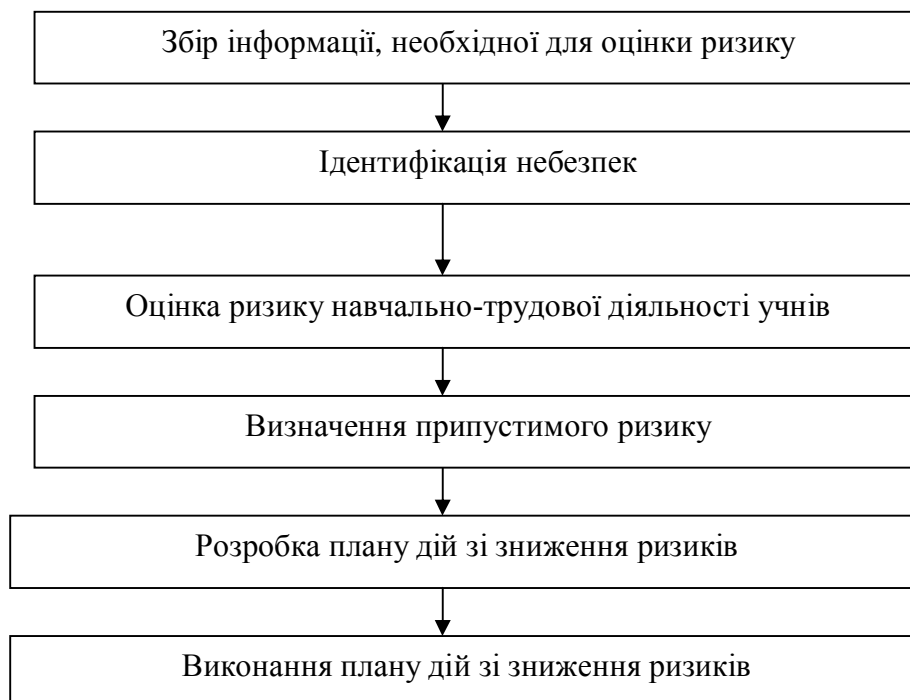 Збір інформації, необхідної для оцінки ризику
Ідентифікація небезпек
Оцінка ризику навчально-трудової діяльності учнів
Визначення припустимого ризику
Розробка плану дій зі зниження ризиків
Виконання плану дій зі зниження ризиків